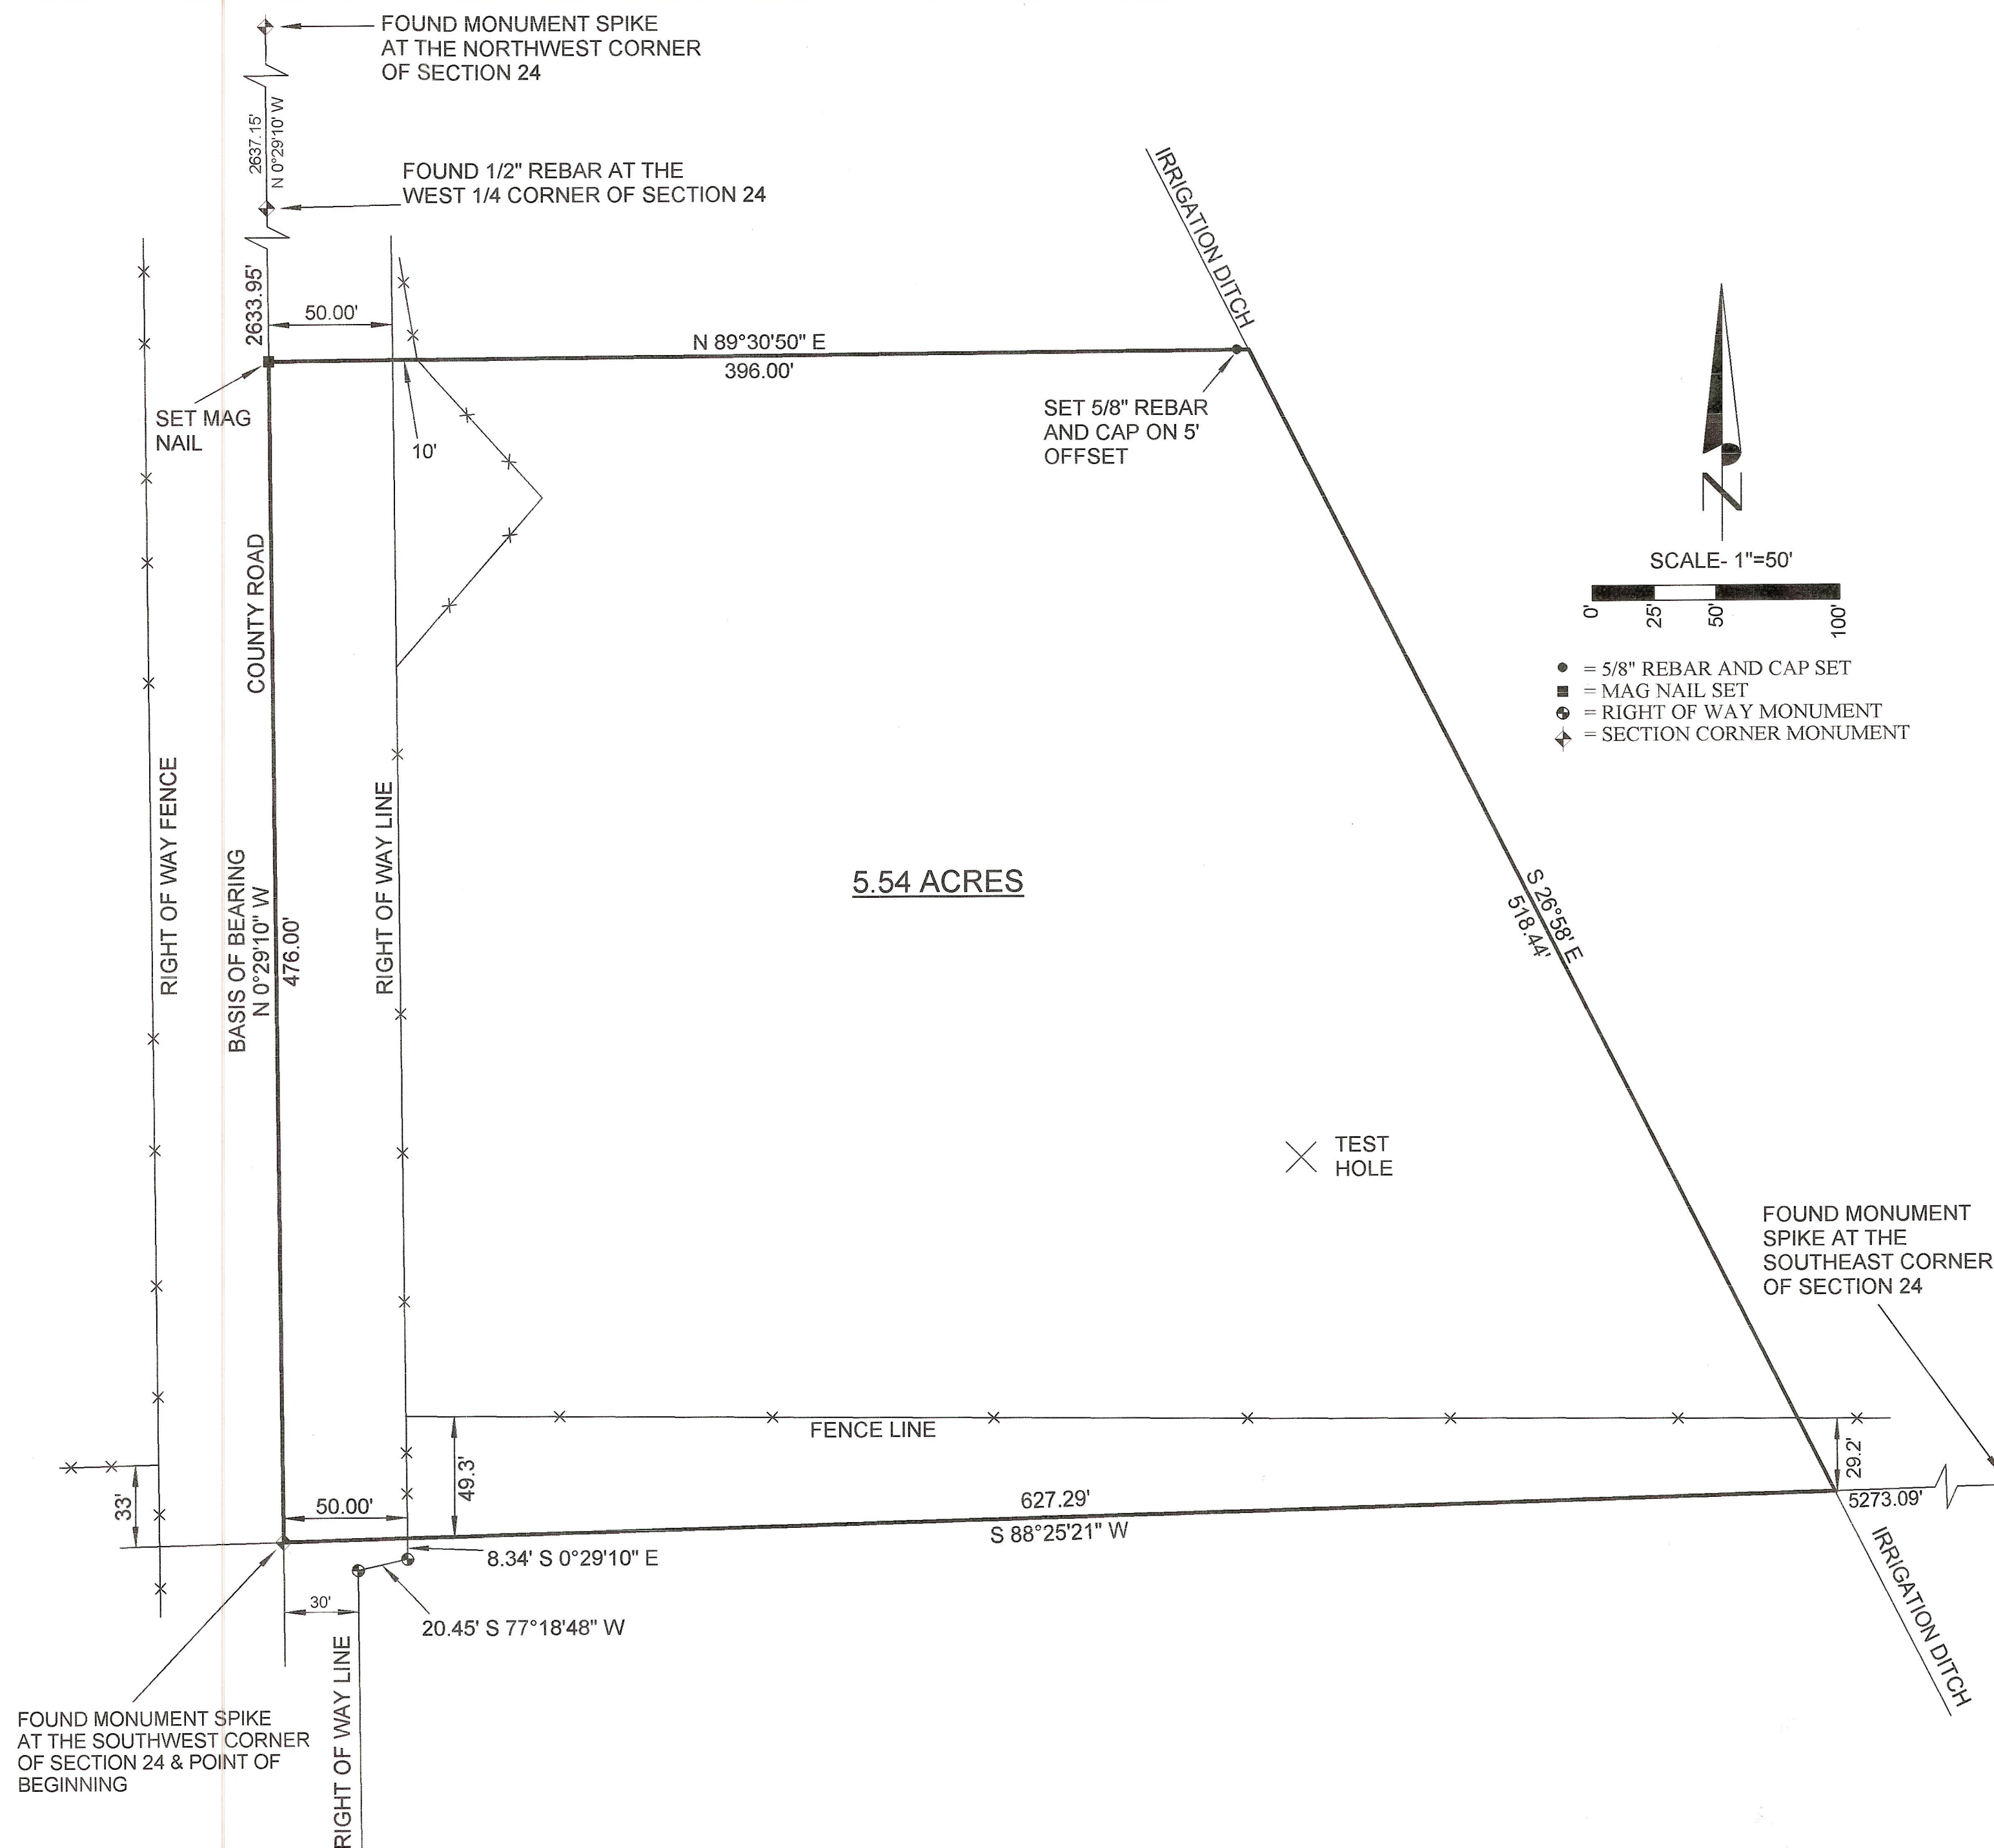 FOUND MONUMENT SPIKE
AT THE NORTHWEST CORNER
OF SECTION 24
2637.15'
N 0°29'10" W
FOUND 1/2" REBAR AT THE
WEST 1/4 CORNER OF SECTION 24
IRRIGATION DITCH
2633.95'
50.00'
N 89°30'50" E
396.00'
SET MAG
NAIL
10'
SET 5/8" REBAR
AND CAP ON 5'
OFFSET
N
SCALE- 1"=50'
0'
25'
50'
100'
= 5/8" REBAR AND CAP SET
= MAG NAIL SET
= RIGHT OF WAY MONUMENT
= SECTION CORNER MONUMENT
COUNTY ROAD
RIGHT OF WAY FENCE
RIGHT OF WAY LINE
BASIS OF BEARING
N 0°29'10" W
476.00'
5.54 ACRES
S 26°58' E
518.44'
TEST
HOLE
FOUND MONUMENT
SPIKE AT THE
SOUTHEAST CORNER
OF SECTION 24
FENCE LINE
49.3'
29.2'
33'
50.00'
627.29'
S 88°25'21" W
5273.09'
8.34' S 0°29'10" E
30'
20.45' S 77°18'48" W
IRRIGATION DITCH
RIGHT OF WAY LINE
FOUND MONUMENT SPIKE
AT THE SOUTHWEST CORNER
OF SECTION 24 & POINT OF
BEGINNING